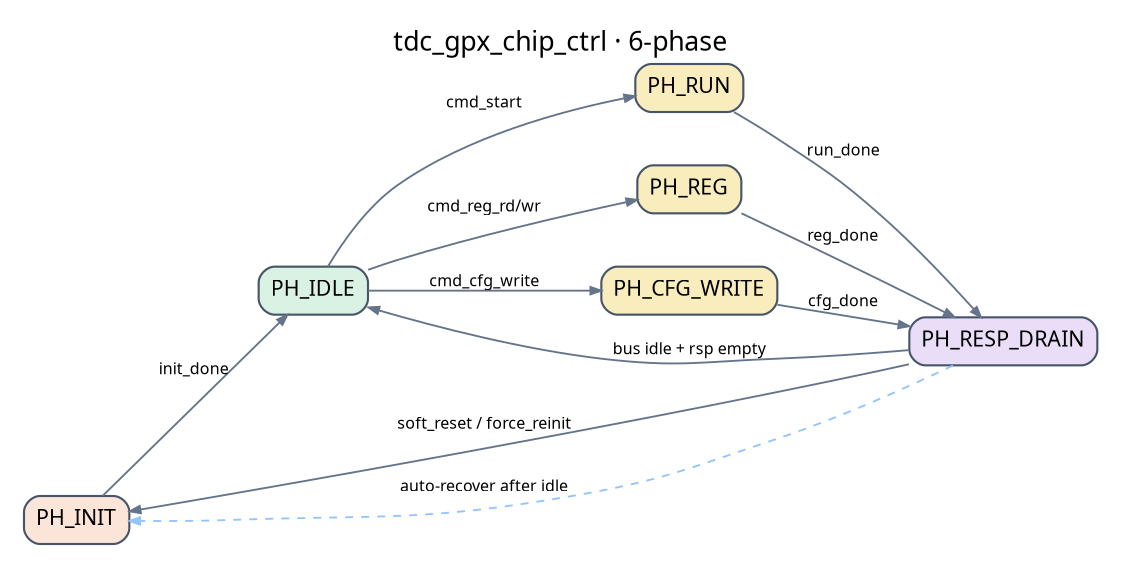 tdc_gpx_chip_ctrl · 6-phase
PH_RUN
cmd_start
run_done
PH_REG
cmd_reg_rd/wr
reg_done
PH_IDLE
cmd_cfg_write
PH_CFG_WRITE
cfg_done
PH_RESP_DRAIN
bus idle + rsp empty
init_done
soft_reset / force_reinit
auto-recover after idle
PH_INIT